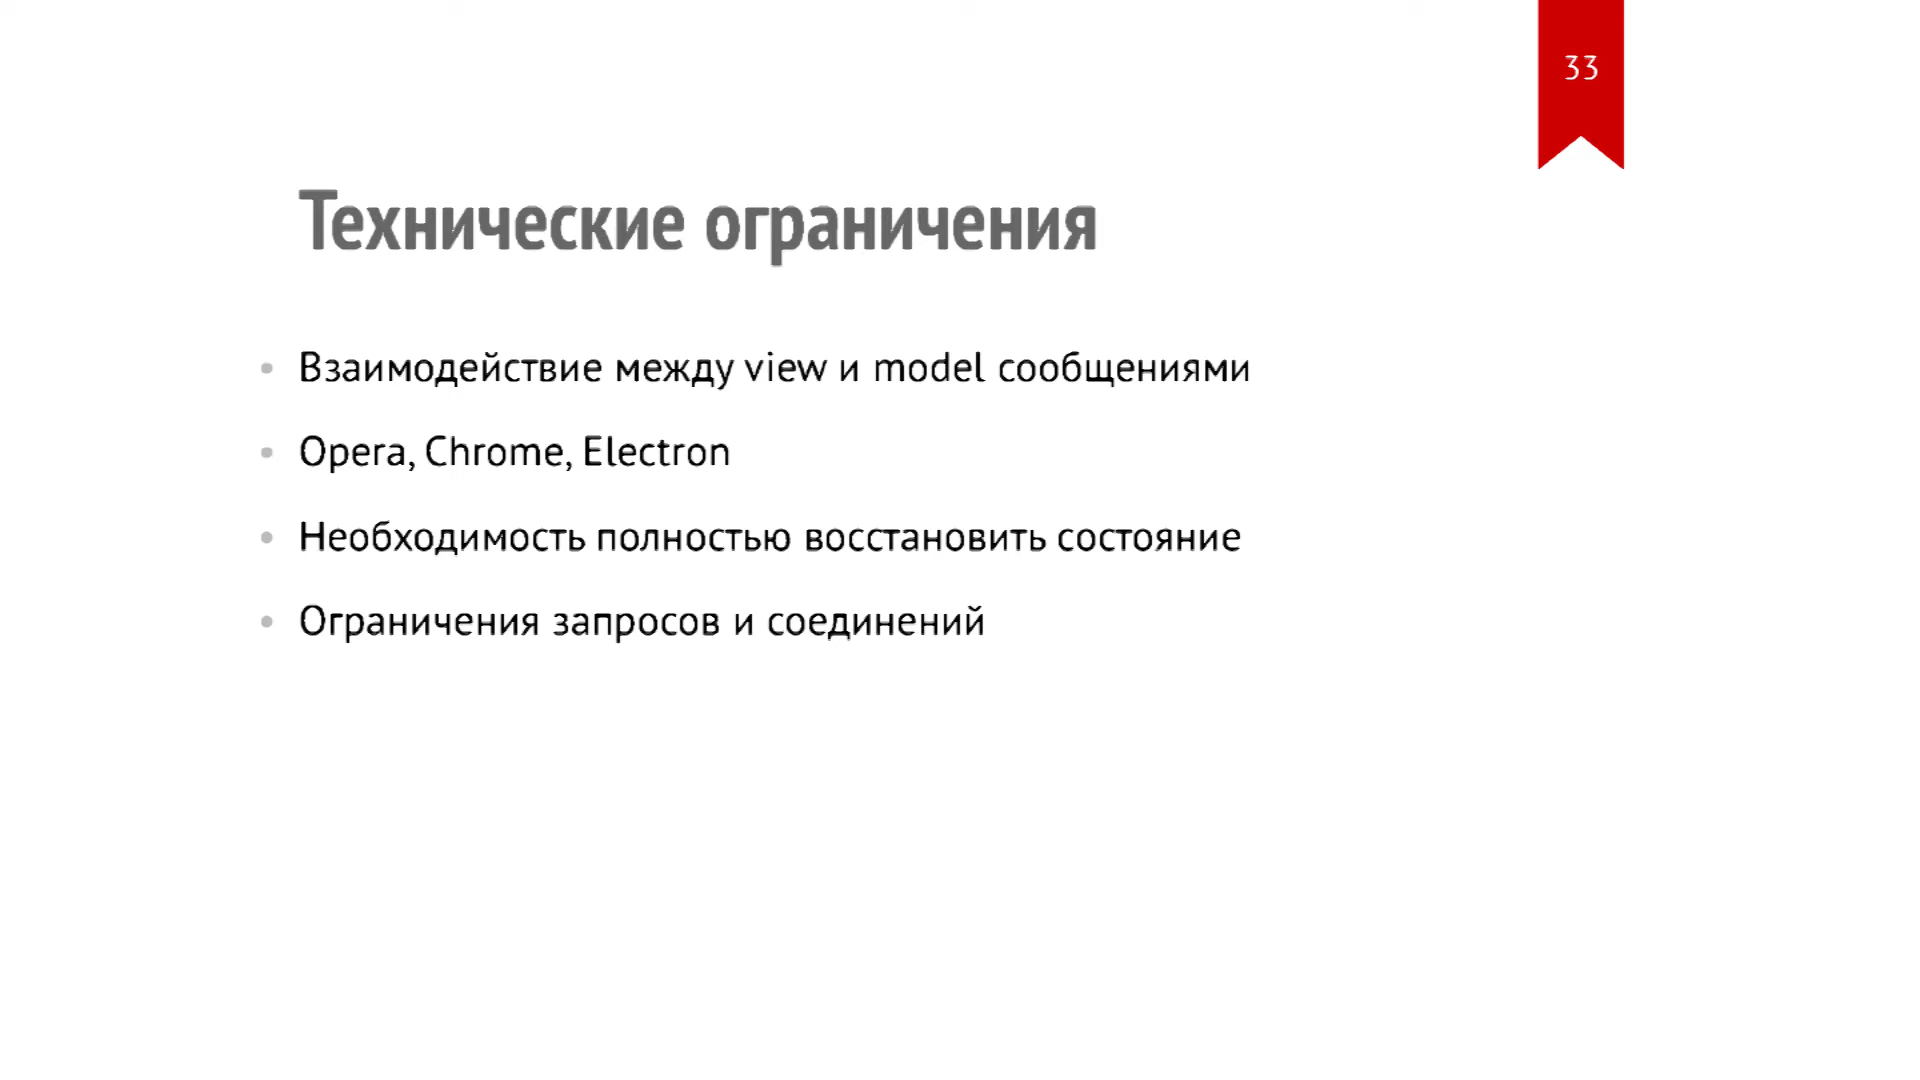 33
Технические ограничения
• Взаимодействие между view и model сообщениями
• Opera, Chrome, Electron
• Необходимость полностью восстановить состояние
• Ограничения запросов и соединений